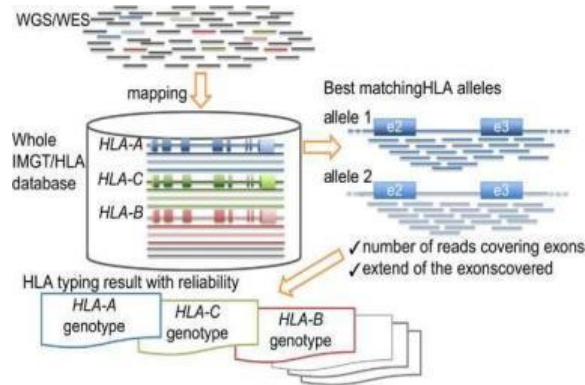 WGS/WES
mapping
Whole
IMGT/HLA
database
HLA-A
HLA-C
HLA-B
Best matchingHLA alleles
allele 1
e2
e3
allele 2
e2
e3
✓number of reads covering exons
✓extend of the exonscovered
HLA typing result with reliability
HLA-A
genotype
HLA-C
genotype
HLA-B
genotype